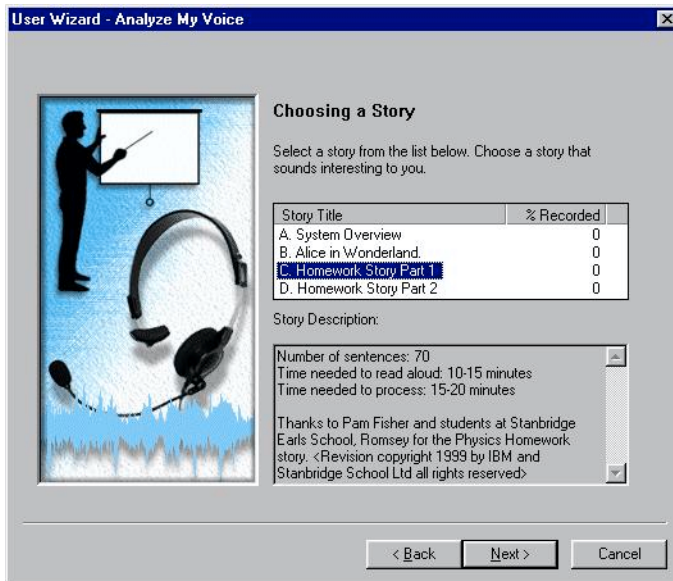 User Wizard - Analyze My Voice
Choosing a Story
Select a story from the list below. Choose a story that
sounds interesting to you.
Story Title % Recorded
A. System Overview 0
B. Alice in Wonderland. 0
C. Homework Story Part 1 0
D. Homework Story Part 2 0
Story Description:
Number of sentences: 70
Time needed to read aloud: 10-15 minutes
Time needed to process: 15-20 minutes
Thanks to Pam Fisher and students at Stanbridge
Earls School, Romsey for the Physics Homework
story. <Revision copyright 1999 by IBM and
Stanbridge School Ltd all rights reserved>
< Back Next > Cancel